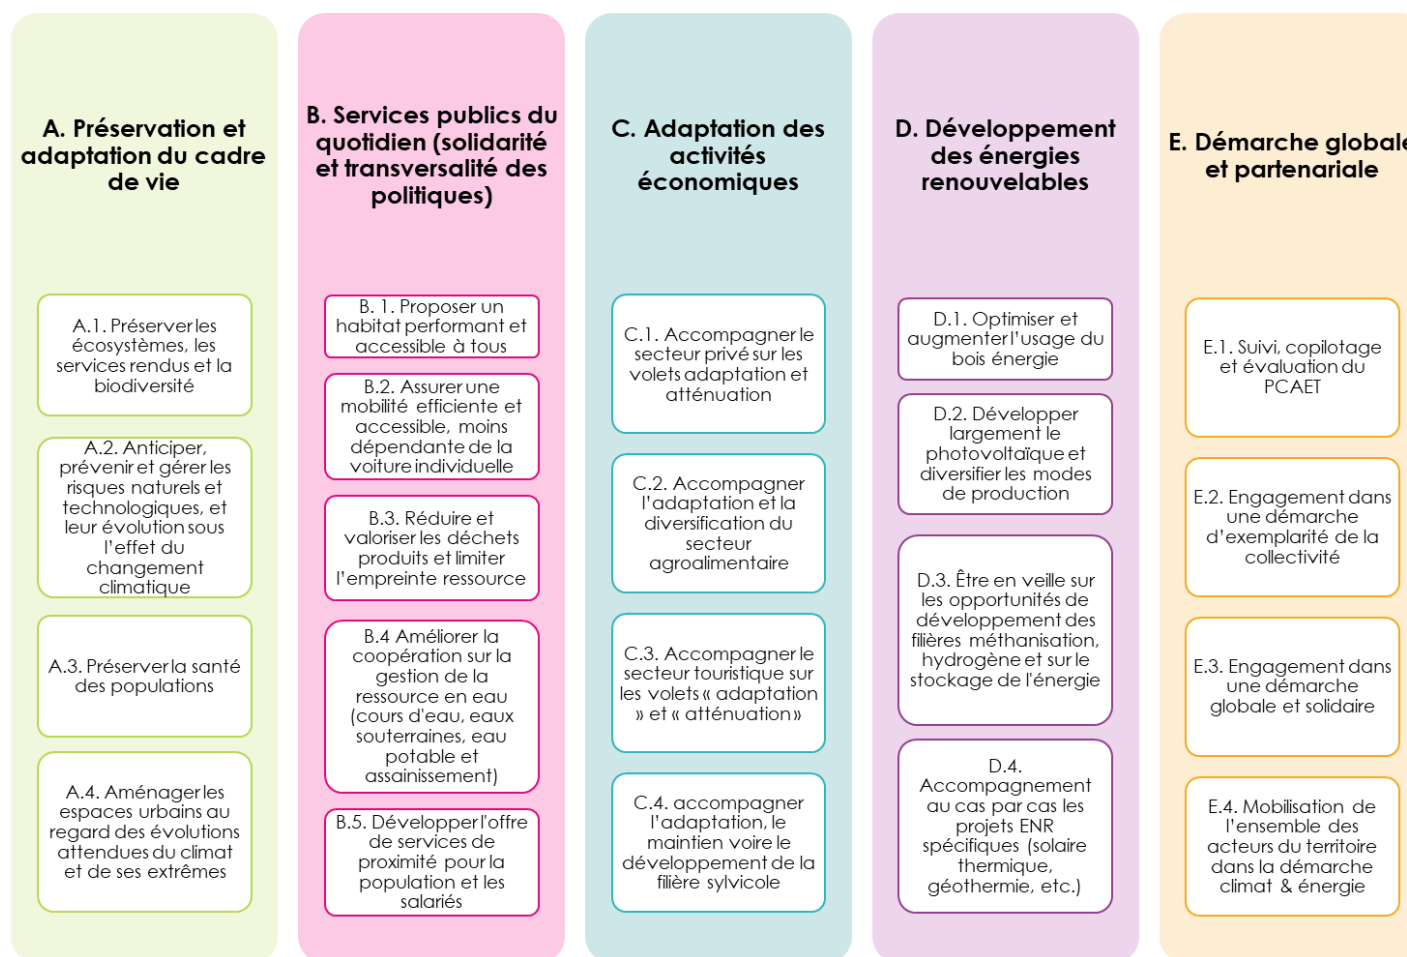 A. Préservation et
adaptation du cadre
de vie
A.1. Préserver les
écosystèmes, les
services rendus et la
biodiversité
A.2. Anticiper,
prévenir et gérer les
risques naturels et
technologiques, et
leur évolution sous
l'effet du
changement
climatique
A.3. Préserver la santé
des populations
A.4. Aménager les
espaces urbains au
regard des évolutions
attendues du climat
et de ses extrêmes
B. Services publics du
quotidien (solidarité
et transversalité des
politiques)
B. 1. Proposer un
habitat performant et
accessible à tous
B.2. Assurer une
mobilité efficiente et
accessible, moins
dépendante de la
voiture individuelle
B.3. Réduire et
valoriser les déchets
produits et limiter
l'empreinte ressource
B.4 Améliorer la
coopération sur la
gestion de la
ressource en eau
(cours d'eau, eaux
souterraines, eau
potable et
assainissement)
B.5. Développer l'offre
de services de
proximité pour la
population et les
salariés
C. Adaptation des
activités
économiques
C.1. Accompagner le
secteur privé sur les
volets adaptation et
atténuation
C.2. Accompagner
l'adaptation et la
diversification du
secteur
agroalimentaire
C.3. Accompagner le
secteur touristique sur
les volets « adaptation
» et « atténuation »
C.4. accompagner
l'adaptation, le
maintien voire le
développement de la
filière sylvicole
D. Développement
des énergies
renouvelables
D.1. Optimiser et
augmenter l'usage du
bois énergie
D.2. Développer
largement le
photovoltaïque et
diversifier les modes
de production
D.3. Être en veille sur
les opportunités de
développement des
filières méthanisation,
hydrogène et sur le
stockage de l'énergie
D.4.
Accompagnement
au cas par cas les
projets ENR
spécifiques (solaire
thermique,
géothermie, etc.)
E. Démarche globale
et partenariale
E.1. Suivi, copilotage
et évaluation du
PCAET
E.2. Engagement dans
une démarche
d'exemplarité de la
collectivité
E.3. Engagement dans
une démarche
globale et solidaire
E.4. Mobilisation de
l'ensemble des
acteurs du territoire
dans la démarche
climat & énergie